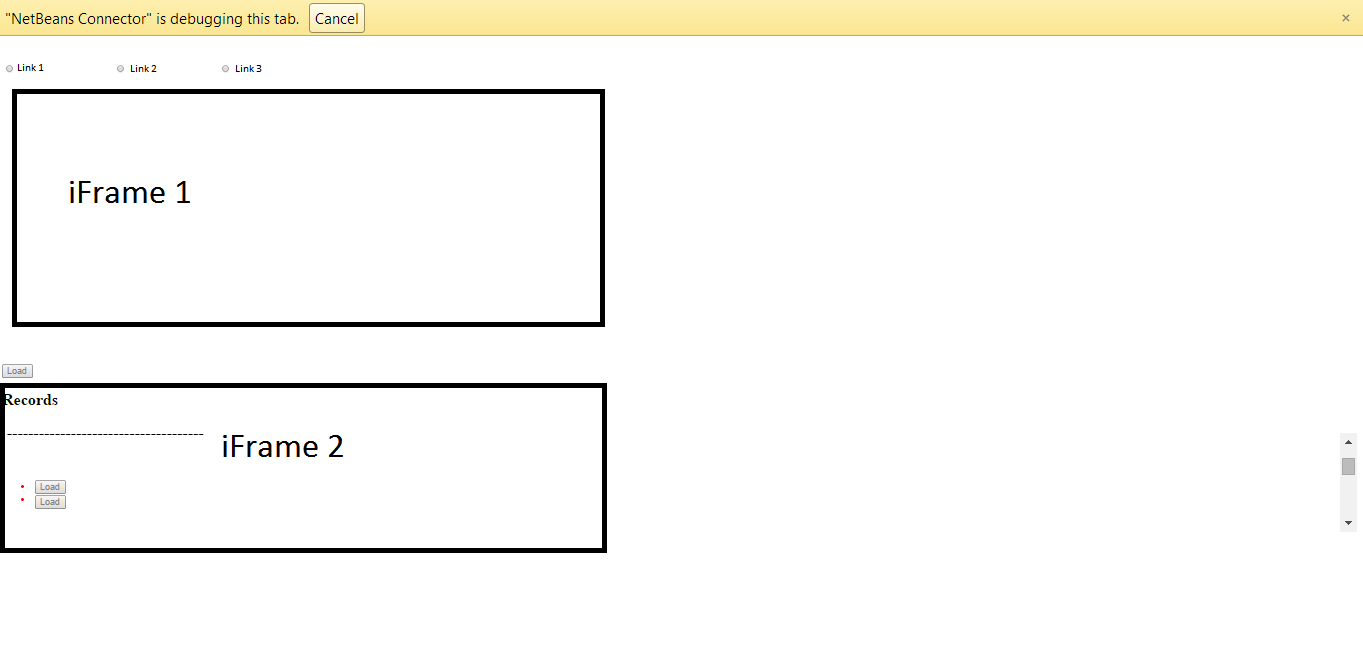 "NetBeans Connector" is debugging this tab. Cancel ×
Link 1 Link 2 Link 3
iFrame 1
Load
Records
-------------------------------------
iFrame 2
Load
Load